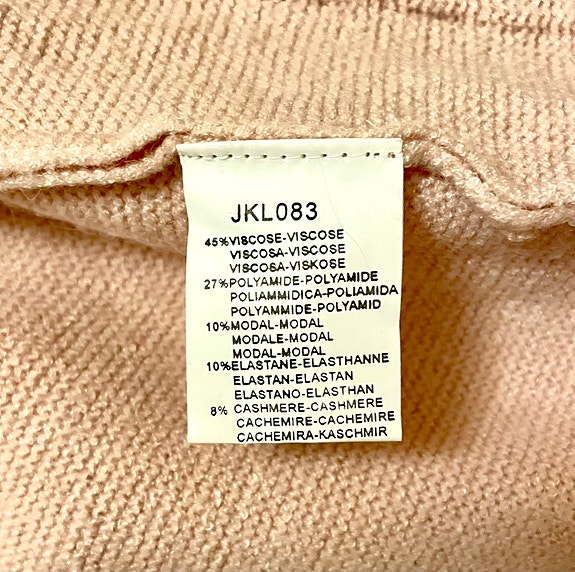 JKL083
45%VISCOSE-VISCOSE
VISCOSA-VISCOSE
VISCOSA-VISKOSE
27%POLYAMIDE-POLYAMIDE
POLIAMMIDICA-POLIAMIDA
POLYAMMIDE-POLYAMID
10%MODAL-MODAL
MODALE-MODAL
MODAL-MODAL
10%ELASTANE-ELASTHANNE
ELASTAN-ELASTAN
ELASTANO-ELASTHAN
8% CASHMERE-CASHMERE
CACHEMIRE-CACHEMIRE
CACHEMIRA-KASCHMIR